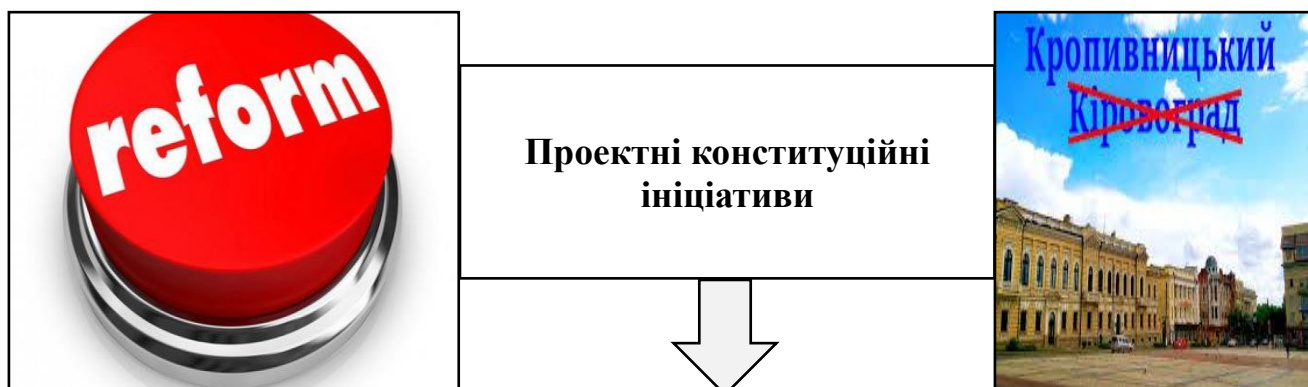 reform
Проектні конституційні
ініціативи
Кропивницький
Кіровоград